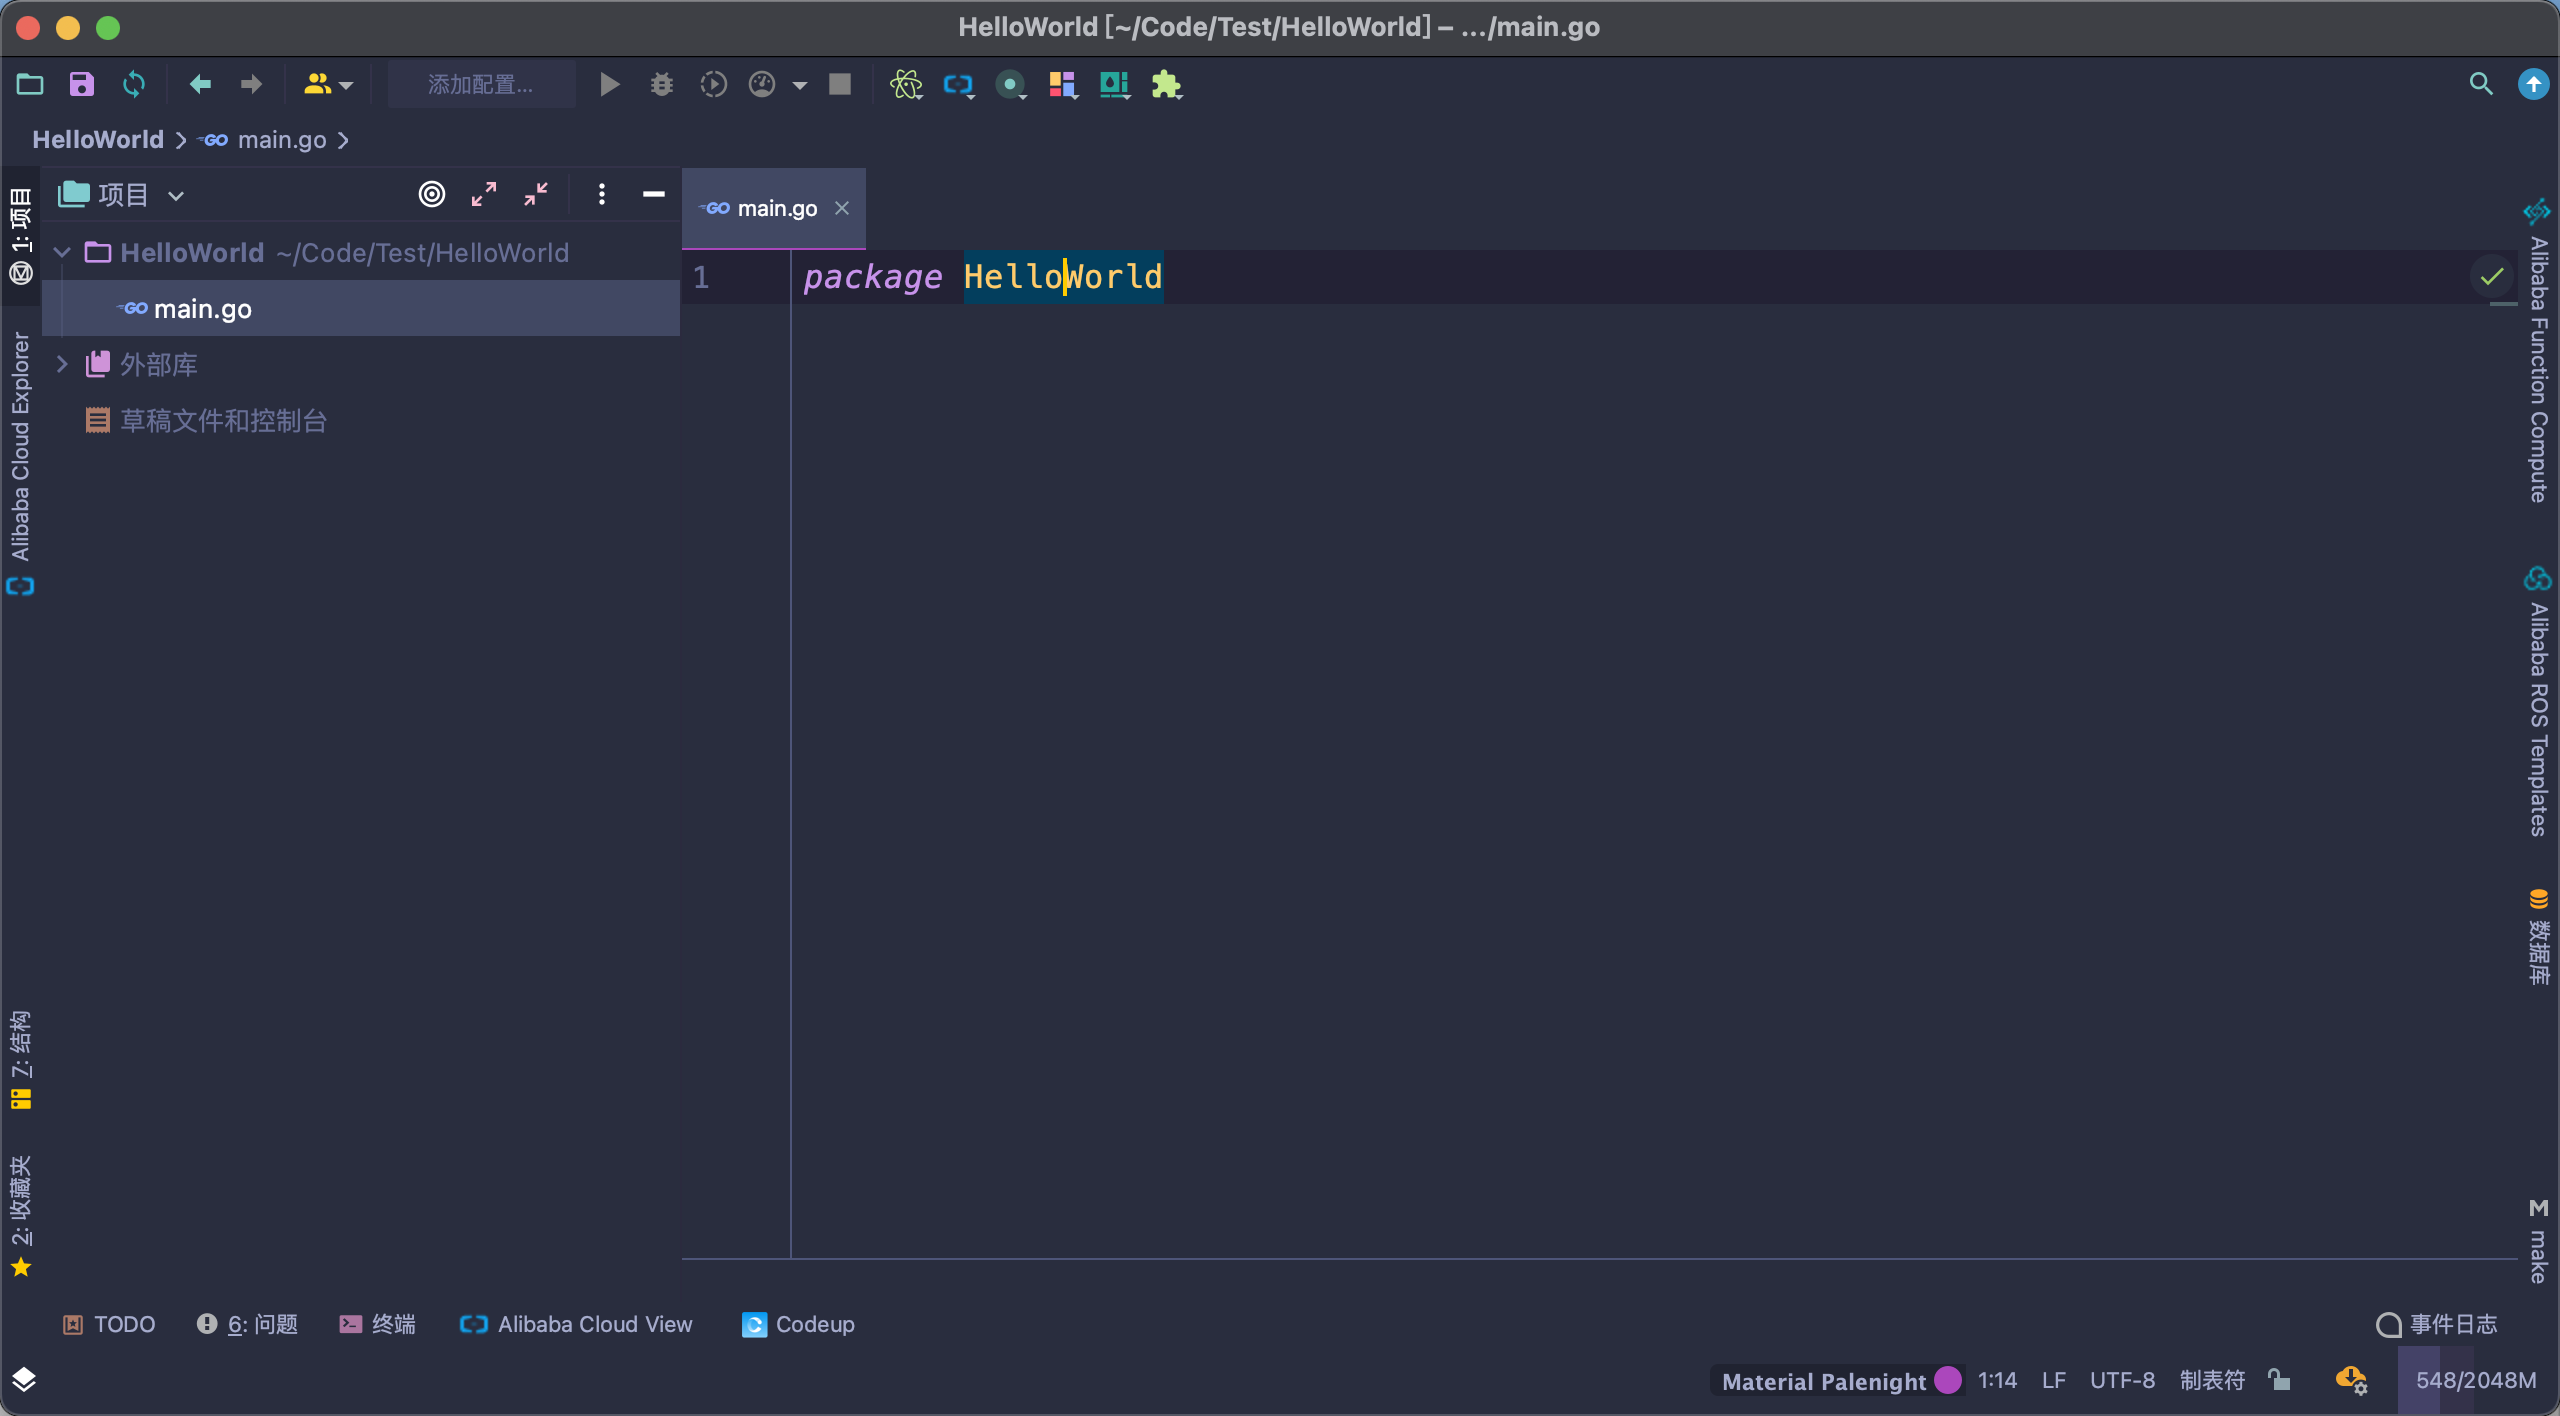 HelloWorld [~/Code/Test/HelloWorld] – .../main.go
添加配置...
HelloWorld
GO main.go
1: 项目
Alibaba Cloud Explorer
7: 结构
2: 收藏夹
项目
HelloWorld ~/Code/Test/HelloWorld
GO main.go
外部库
草稿文件和控制台
GO main.go
1 package HelloWorld
Alibaba Function Compute
Alibaba ROS Templates
数据库
M make
TODO
6: 问题
终端
Alibaba Cloud View
Codeup
事件日志
Material Palenight
1:14
LF
UTF-8
制表符
548/2048M